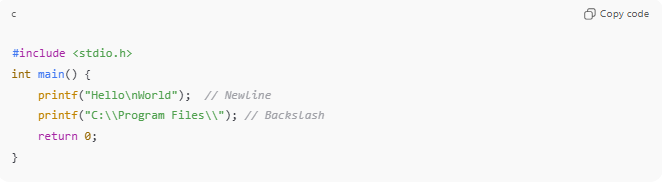 c
Copy code
#include <stdio.h>
int main() {
    printf("Hello\nWorld");  // Newline
    printf("C:\\Program Files\\"); // Backslash
    return 0;
}